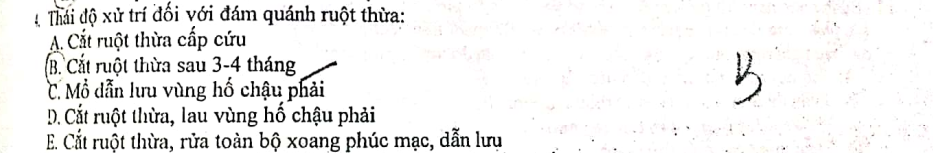 4. Thái độ xử trí đối với đám quánh ruột thừa:
A. Cắt ruột thừa cấp cứu
B. Cắt ruột thừa sau 3-4 tháng
C. Mổ dẫn lưu vùng hố chậu phải
D. Cắt ruột thừa, lau vùng hố chậu phải
E. Cắt ruột thừa, rửa toàn bộ xoang phúc mạc, dẫn lưu
B